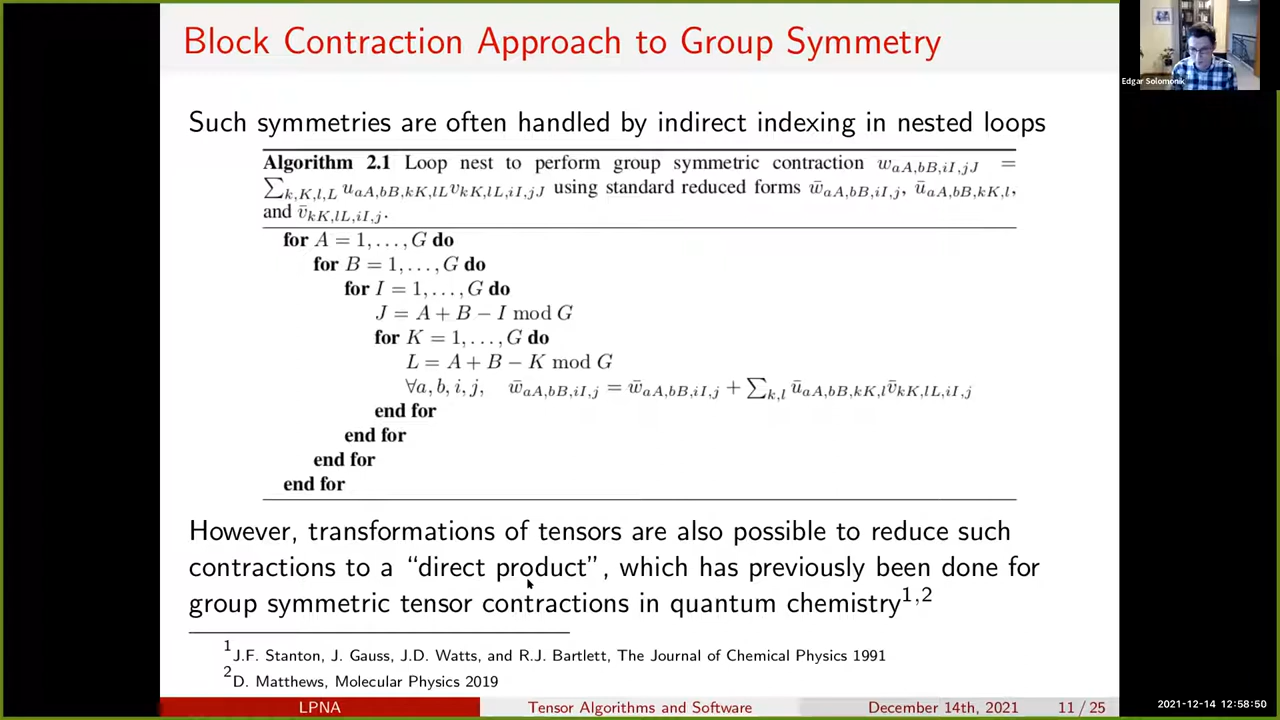 Block Contraction Approach to Group Symmetry
Edgar Solomonik
Such symmetries are often handled by indirect indexing in nested loops
Algorithm 2.1 Loop nest to perform group symmetric contraction w_{aA,bB,iI,jJ} =
∑_{k,K,l,L} u_{aA,bB,kK,lL} v_{kK,lL,iI,jJ} using standard reduced forms w̄_{aA,bB,iI,j}, ū_{aA,bB,kK,l},
and v̄_{kK,lL,iI,j}.
for A = 1, . . . , G do
for B = 1, . . . , G do
for I = 1, . . . , G do
J = A + B − I mod G
for K = 1, . . . , G do
L = A + B − K mod G
∀a, b, i, j, w̄_{aA,bB,iI,j} = w̄_{aA,bB,iI,j} + ∑_{k,l} ū_{aA,bB,kK,l} v̄_{kK,lL,iI,j}
end for
end for
end for
end for
However, transformations of tensors are also possible to reduce such
contractions to a “direct product”, which has previously been done for
group symmetric tensor contractions in quantum chemistry^{1,2}
1 J.F. Stanton, J. Gauss, J.D. Watts, and R.J. Bartlett, The Journal of Chemical Physics 1991
2 D. Matthews, Molecular Physics 2019
LPNA Tensor Algorithms and Software December 14th, 2021 11 / 25
2021-12-14 12:58:50